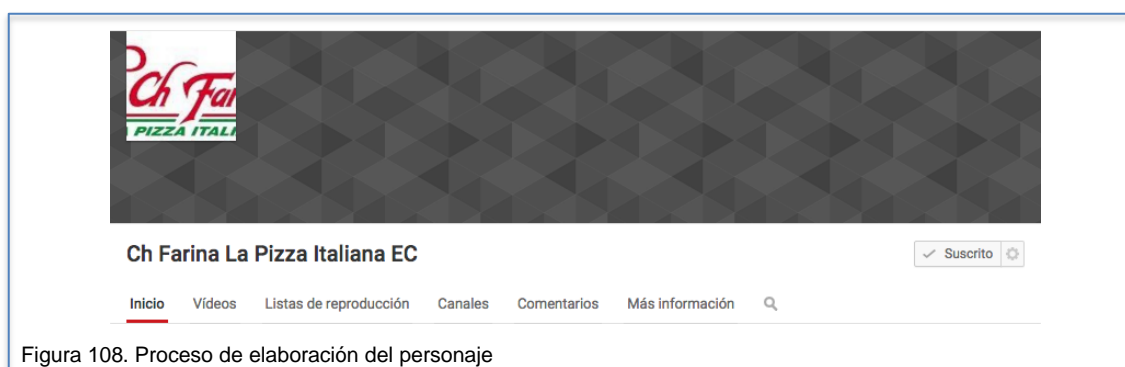 Ch Far
PIZZA ITALI
Ch Farina La Pizza Italiana EC
Suscrito
Inicio Vídeos Listas de reproducción Canales Comentarios Más información
Figura 108. Proceso de elaboración del personaje